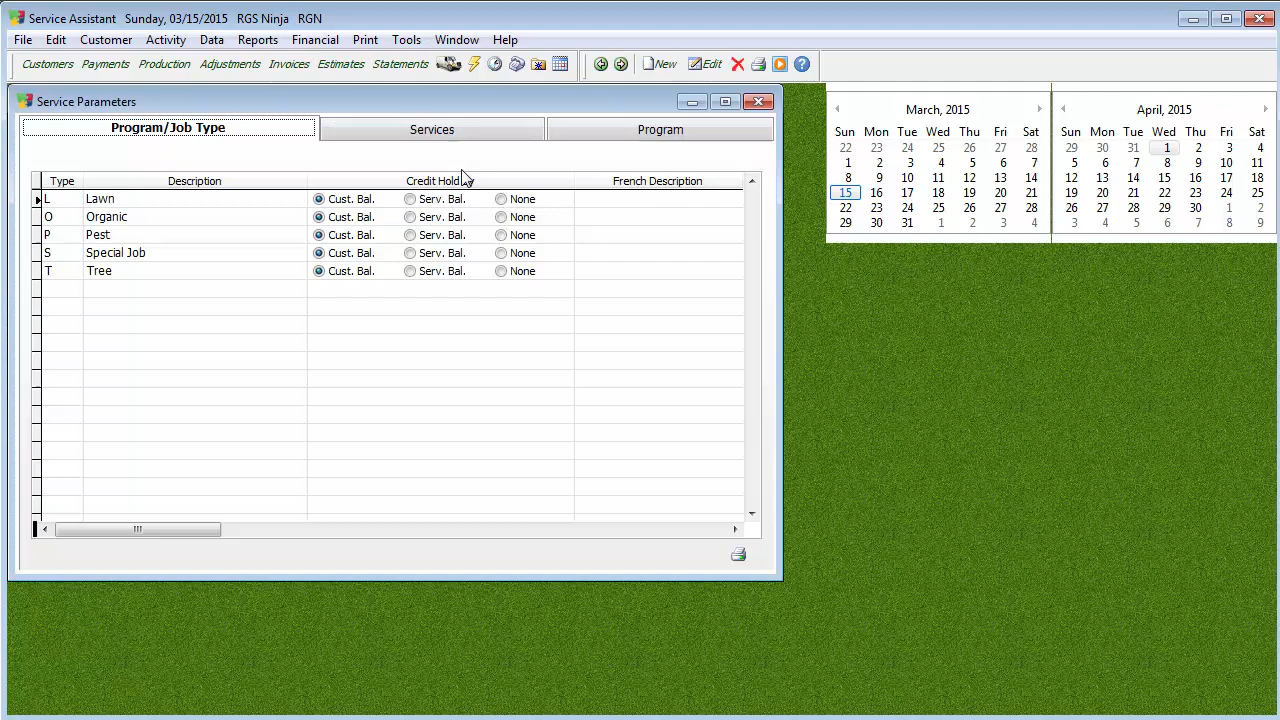 Service Assistant Sunday, 03/15/2015 RGS Ninja RGN
File Edit Customer Activity Data Reports Financial Print Tools Window Help
Customers Payments Production Adjustments Invoices Estimates Statements New Edit
Service Parameters
Program/Job Type Services Program
Type Description Credit Hold French Description
L Lawn Cust. Bal. Serv. Bal. None
O Organic Cust. Bal. Serv. Bal. None
P Pest Cust. Bal. Serv. Bal. None
S Special Job Cust. Bal. Serv. Bal. None
T Tree Cust. Bal. Serv. Bal. None
March, 2015
Sun Mon Tue Wed Thu Fri Sat
22 23 24 25 26 27 28
1 2 3 4 5 6 7
8 9 10 11 12 13 14
15 16 17 18 19 20 21
22 23 24 25 26 27 28
29 30 31 1 2 3 4
April, 2015
Sun Mon Tue Wed Thu Fri Sat
29 30 31 1 2 3 4
5 6 7 8 9 10 11
12 13 14 15 16 17 18
19 20 21 22 23 24 25
26 27 28 29 30 1 2
3 4 5 6 7 8 9